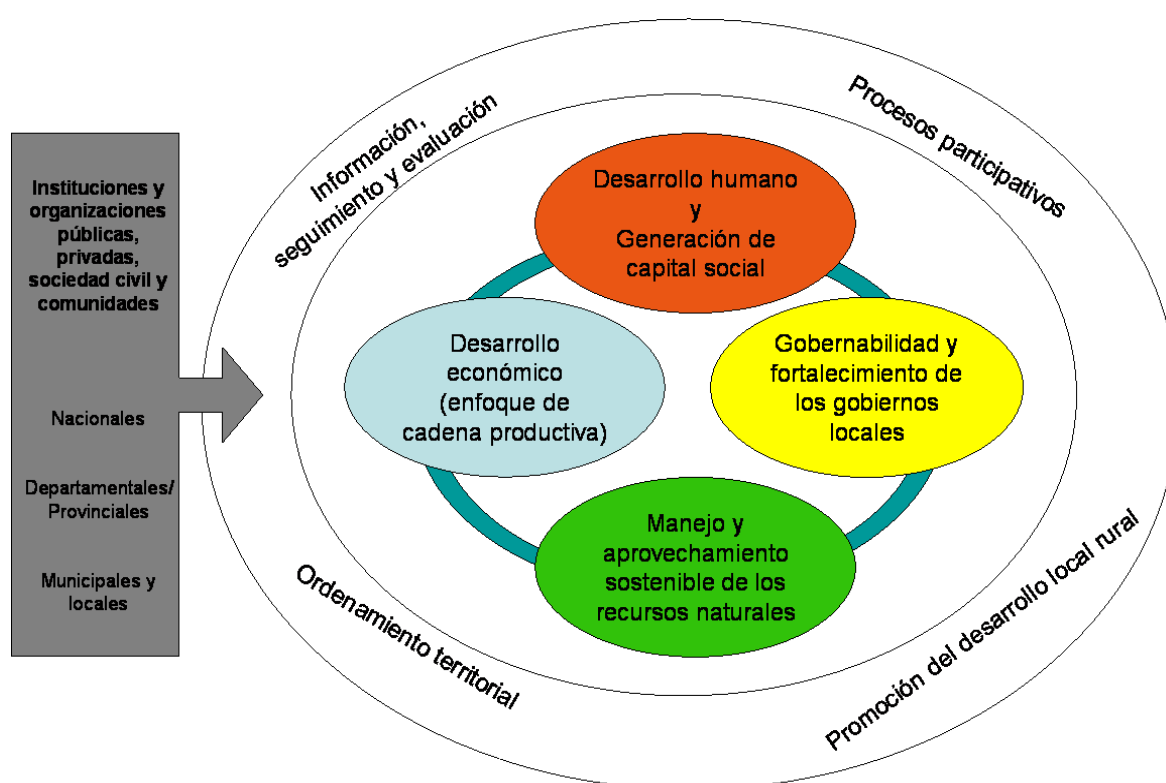 Instituciones y
organizaciones
públicas,
privadas,
sociedad civil y
comunidades
Nacionales
Departamentales/
Provinciales
Municipales y
locales
Información,
seguimiento y evaluación
Procesos participativos
Desarrollo humano
y
Generación de
capital social
Desarrollo
económico
(enfoque de
cadena productiva)
Gobernabilidad y
fortalecimiento de
los gobiernos
locales
Manejo y
aprovechamiento
sostenible de los
recursos naturales
Ordenamiento territorial
Promoción del desarrollo local rural